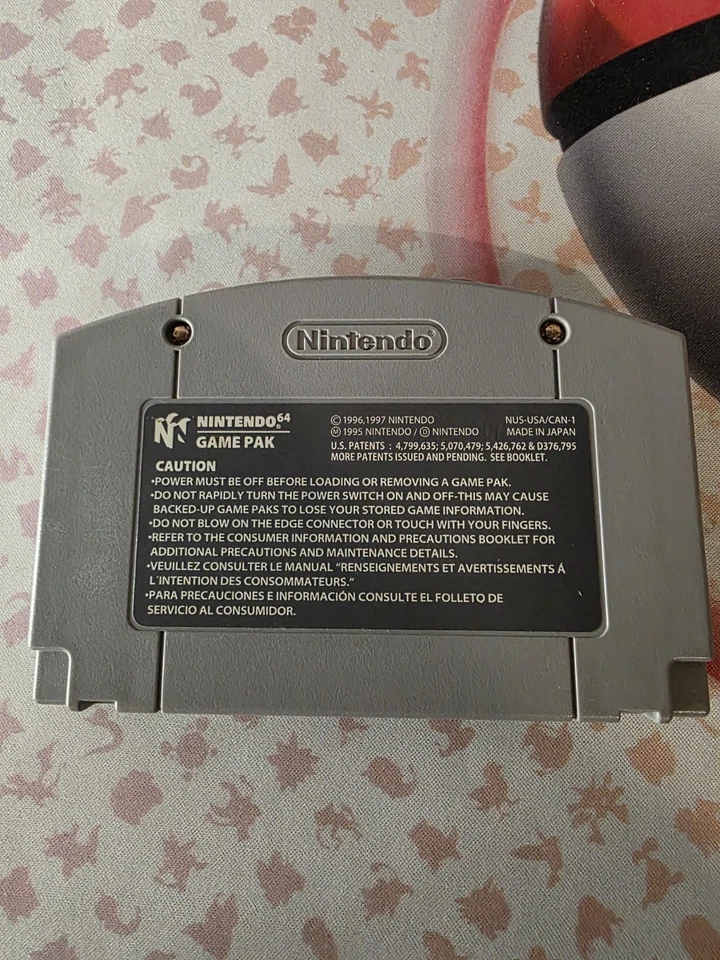 Nintendo®
NINTENDO⁶⁴®
GAME PAK
© 1996,1997 NINTENDO
Ⓜ 1995 NINTENDO / Ⓓ NINTENDO
NUS-USA/CAN-1
MADE IN JAPAN
U.S. PATENTS : 4,799,635; 5,070,479; 5,426,762 & D376,795
MORE PATENTS ISSUED AND PENDING. SEE BOOKLET.
CAUTION
•POWER MUST BE OFF BEFORE LOADING OR REMOVING A GAME PAK.
•DO NOT RAPIDLY TURN THE POWER SWITCH ON AND OFF-THIS MAY CAUSE
BACKED-UP GAME PAKS TO LOSE YOUR STORED GAME INFORMATION.
•DO NOT BLOW ON THE EDGE CONNECTOR OR TOUCH WITH YOUR FINGERS.
•REFER TO THE CONSUMER INFORMATION AND PRECAUTIONS BOOKLET FOR
ADDITIONAL PRECAUTIONS AND MAINTENANCE DETAILS.
•VEUILLEZ CONSULTER LE MANUAL "RENSEIGNEMENTS ET AVERTISSEMENTS Á
L'INTENTION DES CONSOMMATEURS."
•PARA PRECAUCIONES E INFORMACIÓN CONSULTE EL FOLLETO DE
SERVICIO AL CONSUMIDOR.